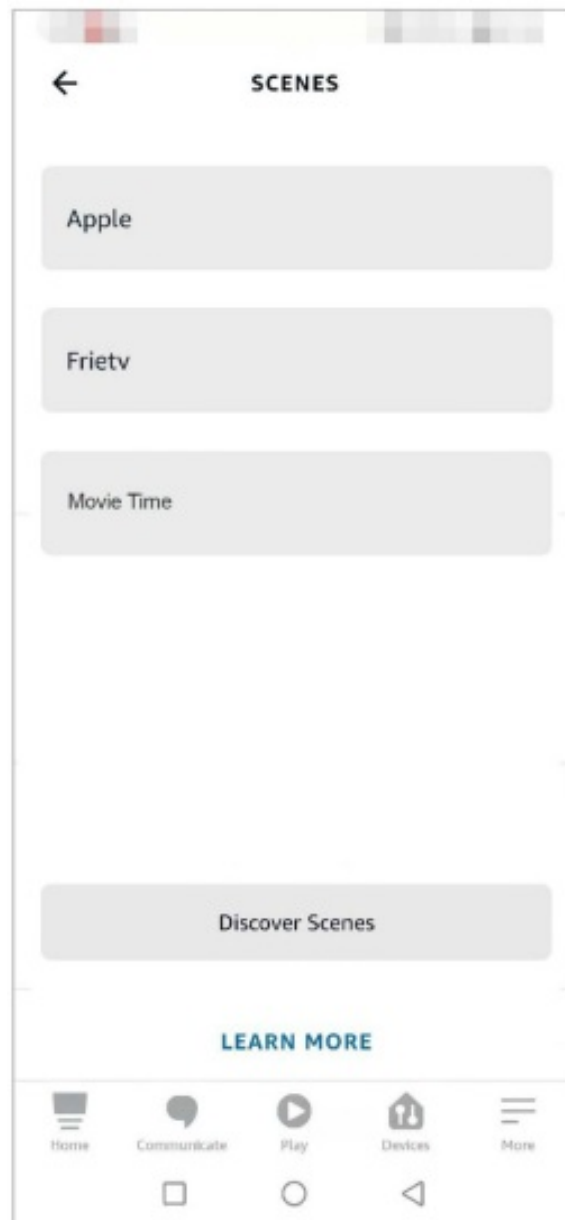 SCENES
Apple
Frietv
Movie Time
Discover Scenes
LEARN MORE
Home Communicate Play Devices More